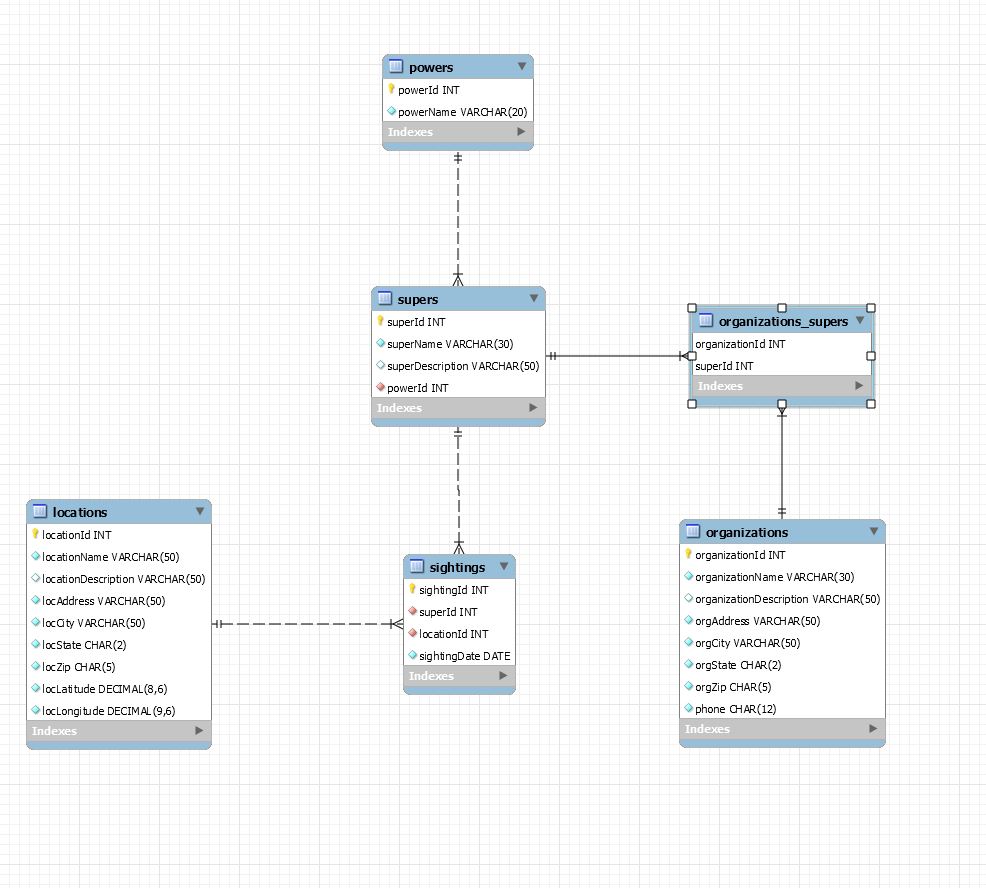 powers
powerId INT
powerName VARCHAR(20)
Indexes
supers
superId INT
superName VARCHAR(30)
superDescription VARCHAR(50)
powerId INT
Indexes
organizations_supers
organizationId INT
superId INT
Indexes
locations
locationId INT
locationName VARCHAR(50)
locationDescription VARCHAR(50)
locAddress VARCHAR(50)
locCity VARCHAR(50)
locState CHAR(2)
locZip CHAR(5)
locLatitude DECIMAL(8,6)
locLongitude DECIMAL(9,6)
Indexes
sightings
sightingId INT
superId INT
locationId INT
sightingDate DATE
Indexes
organizations
organizationId INT
organizationName VARCHAR(30)
organizationDescription VARCHAR(50)
orgAddress VARCHAR(50)
orgCity VARCHAR(50)
orgState CHAR(2)
orgZip CHAR(5)
phone CHAR(12)
Indexes